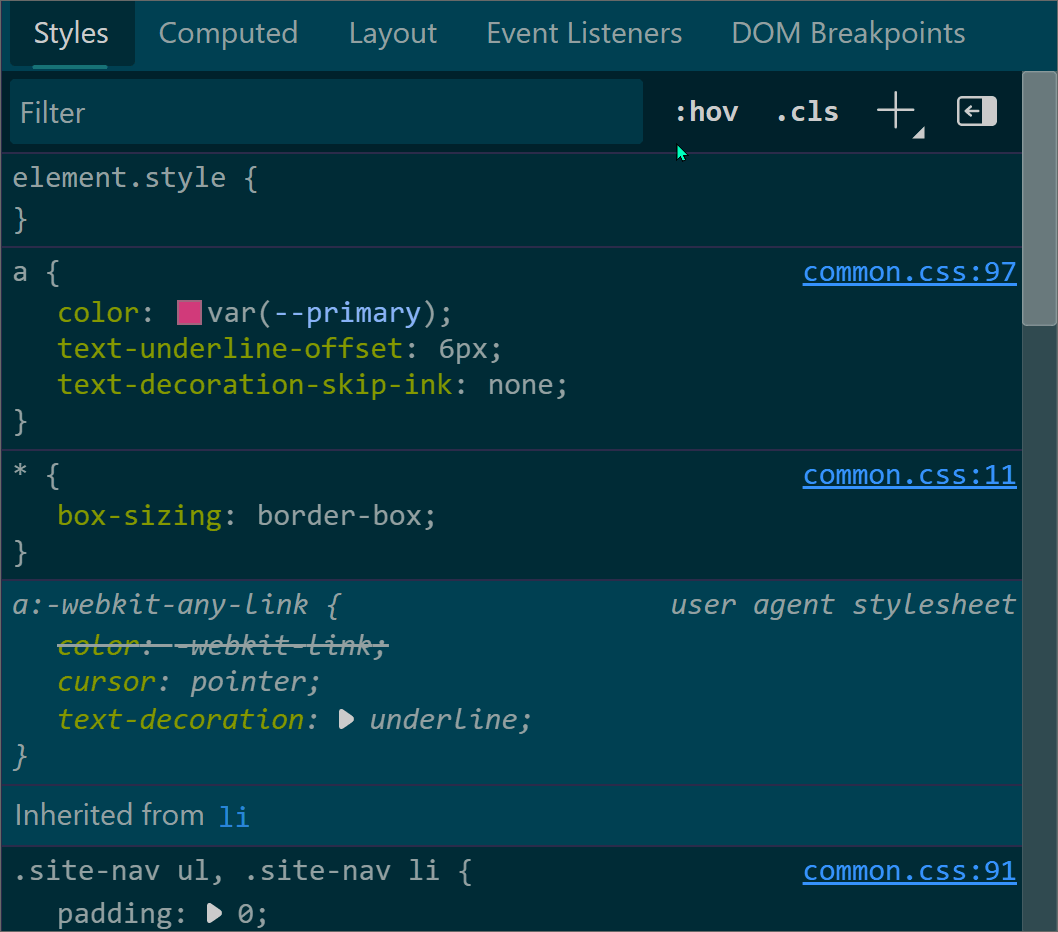 Styles Computed Layout Event Listeners DOM Breakpoints
Filter :hov .cls
element.style {
}
a { common.css:97
color: var(--primary);
text-underline-offset: 6px;
text-decoration-skip-ink: none;
}
* { common.css:11
box-sizing: border-box;
}
a:-webkit-any-link { user agent stylesheet
color: -webkit-link;
cursor: pointer;
text-decoration: underline;
}
Inherited from li
.site-nav ul, .site-nav li { common.css:91
padding: 0;